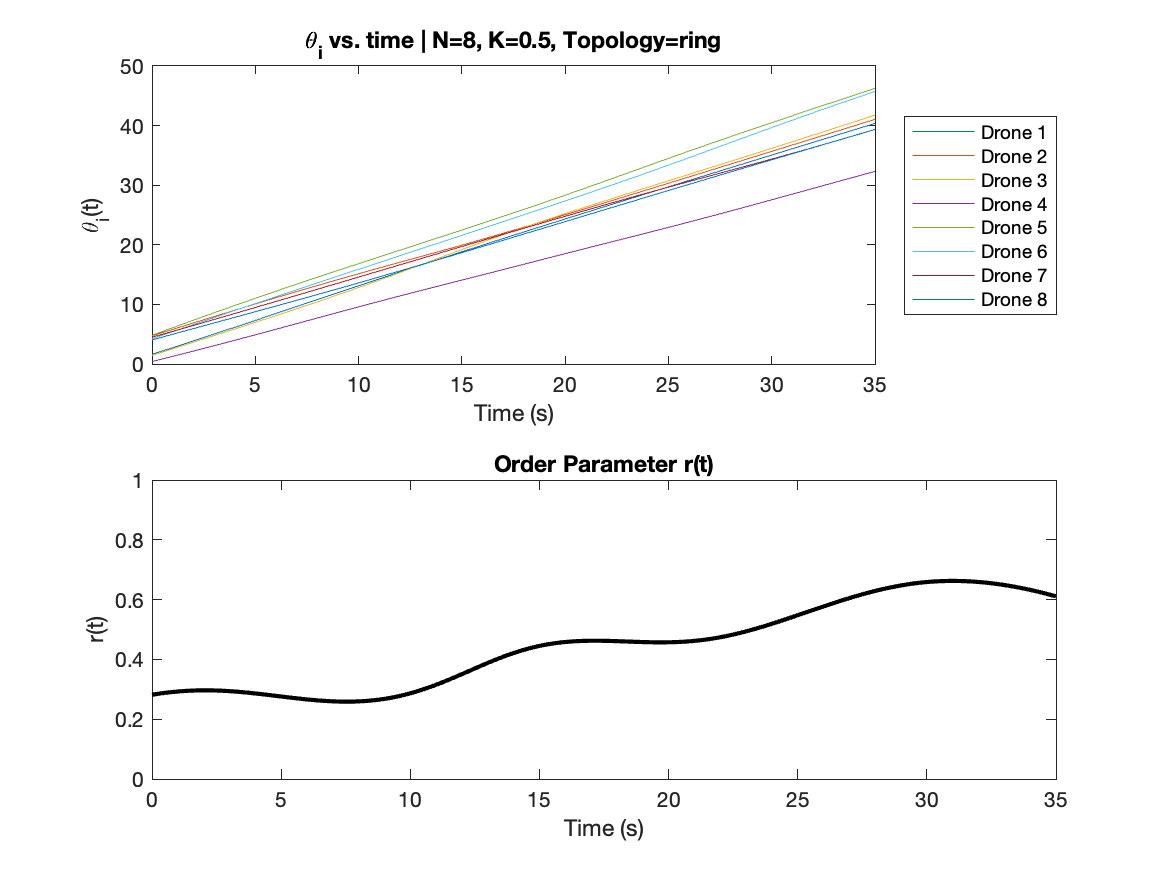 θi vs. time | N=8, K=0.5, Topology=ring
50
40
30
20
10
0
θi(t)
0 5 10 15 20 25 30 35
Time (s)
Drone 1
Drone 2
Drone 3
Drone 4
Drone 5
Drone 6
Drone 7
Drone 8
Order Parameter r(t)
1
0.8
0.6
0.4
0.2
0
r(t)
0 5 10 15 20 25 30 35
Time (s)